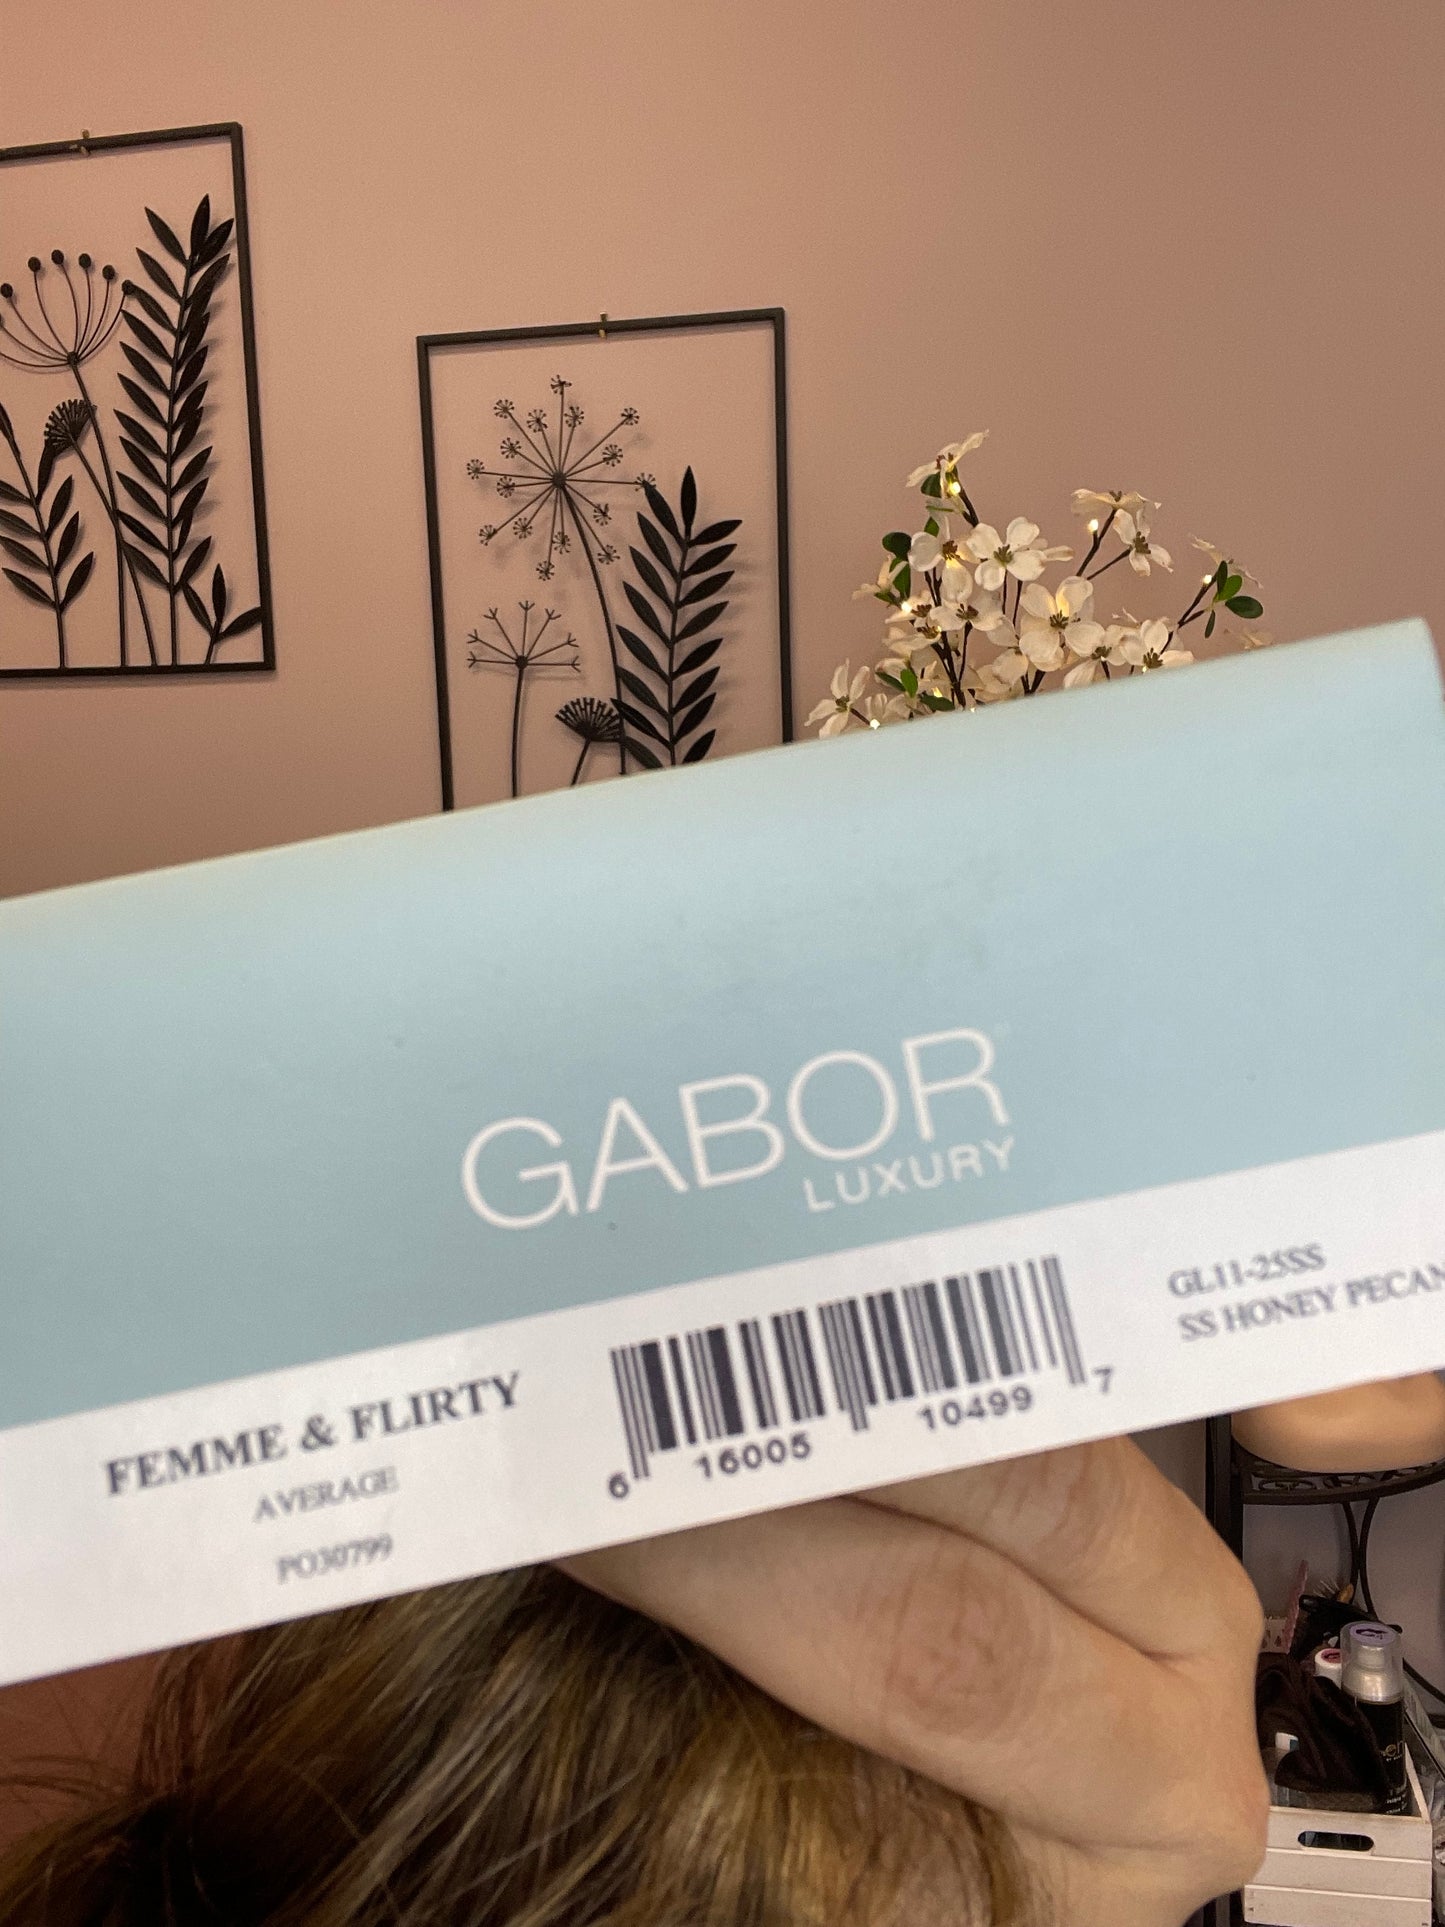 GABOR
LUXURY
FEMME & FLIRTY
AVERAGE
PO30799
6 16005 10499 7
GL11-25SS
SS HONEY PECAN